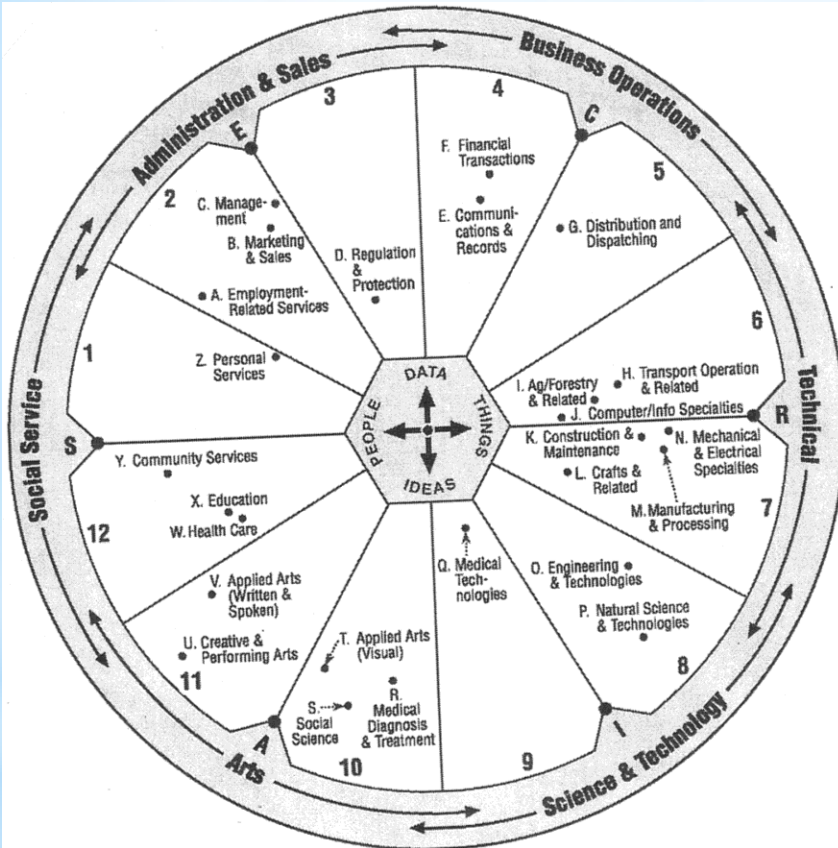 Administration & Sales
Business Operations
Technical
Science & Technology
Arts
Social Service
E
C
R
I
A
S
1
2
3
4
5
6
7
8
9
10
11
12
DATA
THINGS
IDEAS
PEOPLE
A. Employment-
Related Services
B. Marketing
& Sales
C. Manage-
ment
D. Regulation
&
Protection
E. Communi-
cations &
Records
F. Financial
Transactions
G. Distribution and
Dispatching
H. Transport Operation
& Related
I. Ag/Forestry
& Related
J. Computer/Info Specialties
K. Construction &
Maintenance
L. Crafts &
Related
M. Manufacturing
& Processing
N. Mechanical
& Electrical
Specialties
O. Engineering
& Technologies
P. Natural Science
& Technologies
Q. Medical
Tech-
nologies
R.
Medical
Diagnosis
& Treatment
S.
Social
Science
T. Applied Arts
(Visual)
U. Creative &
Performing Arts
V. Applied Arts
(Written &
Spoken)
W. Health Care
X. Education
Y. Community Services
Z. Personal
Services